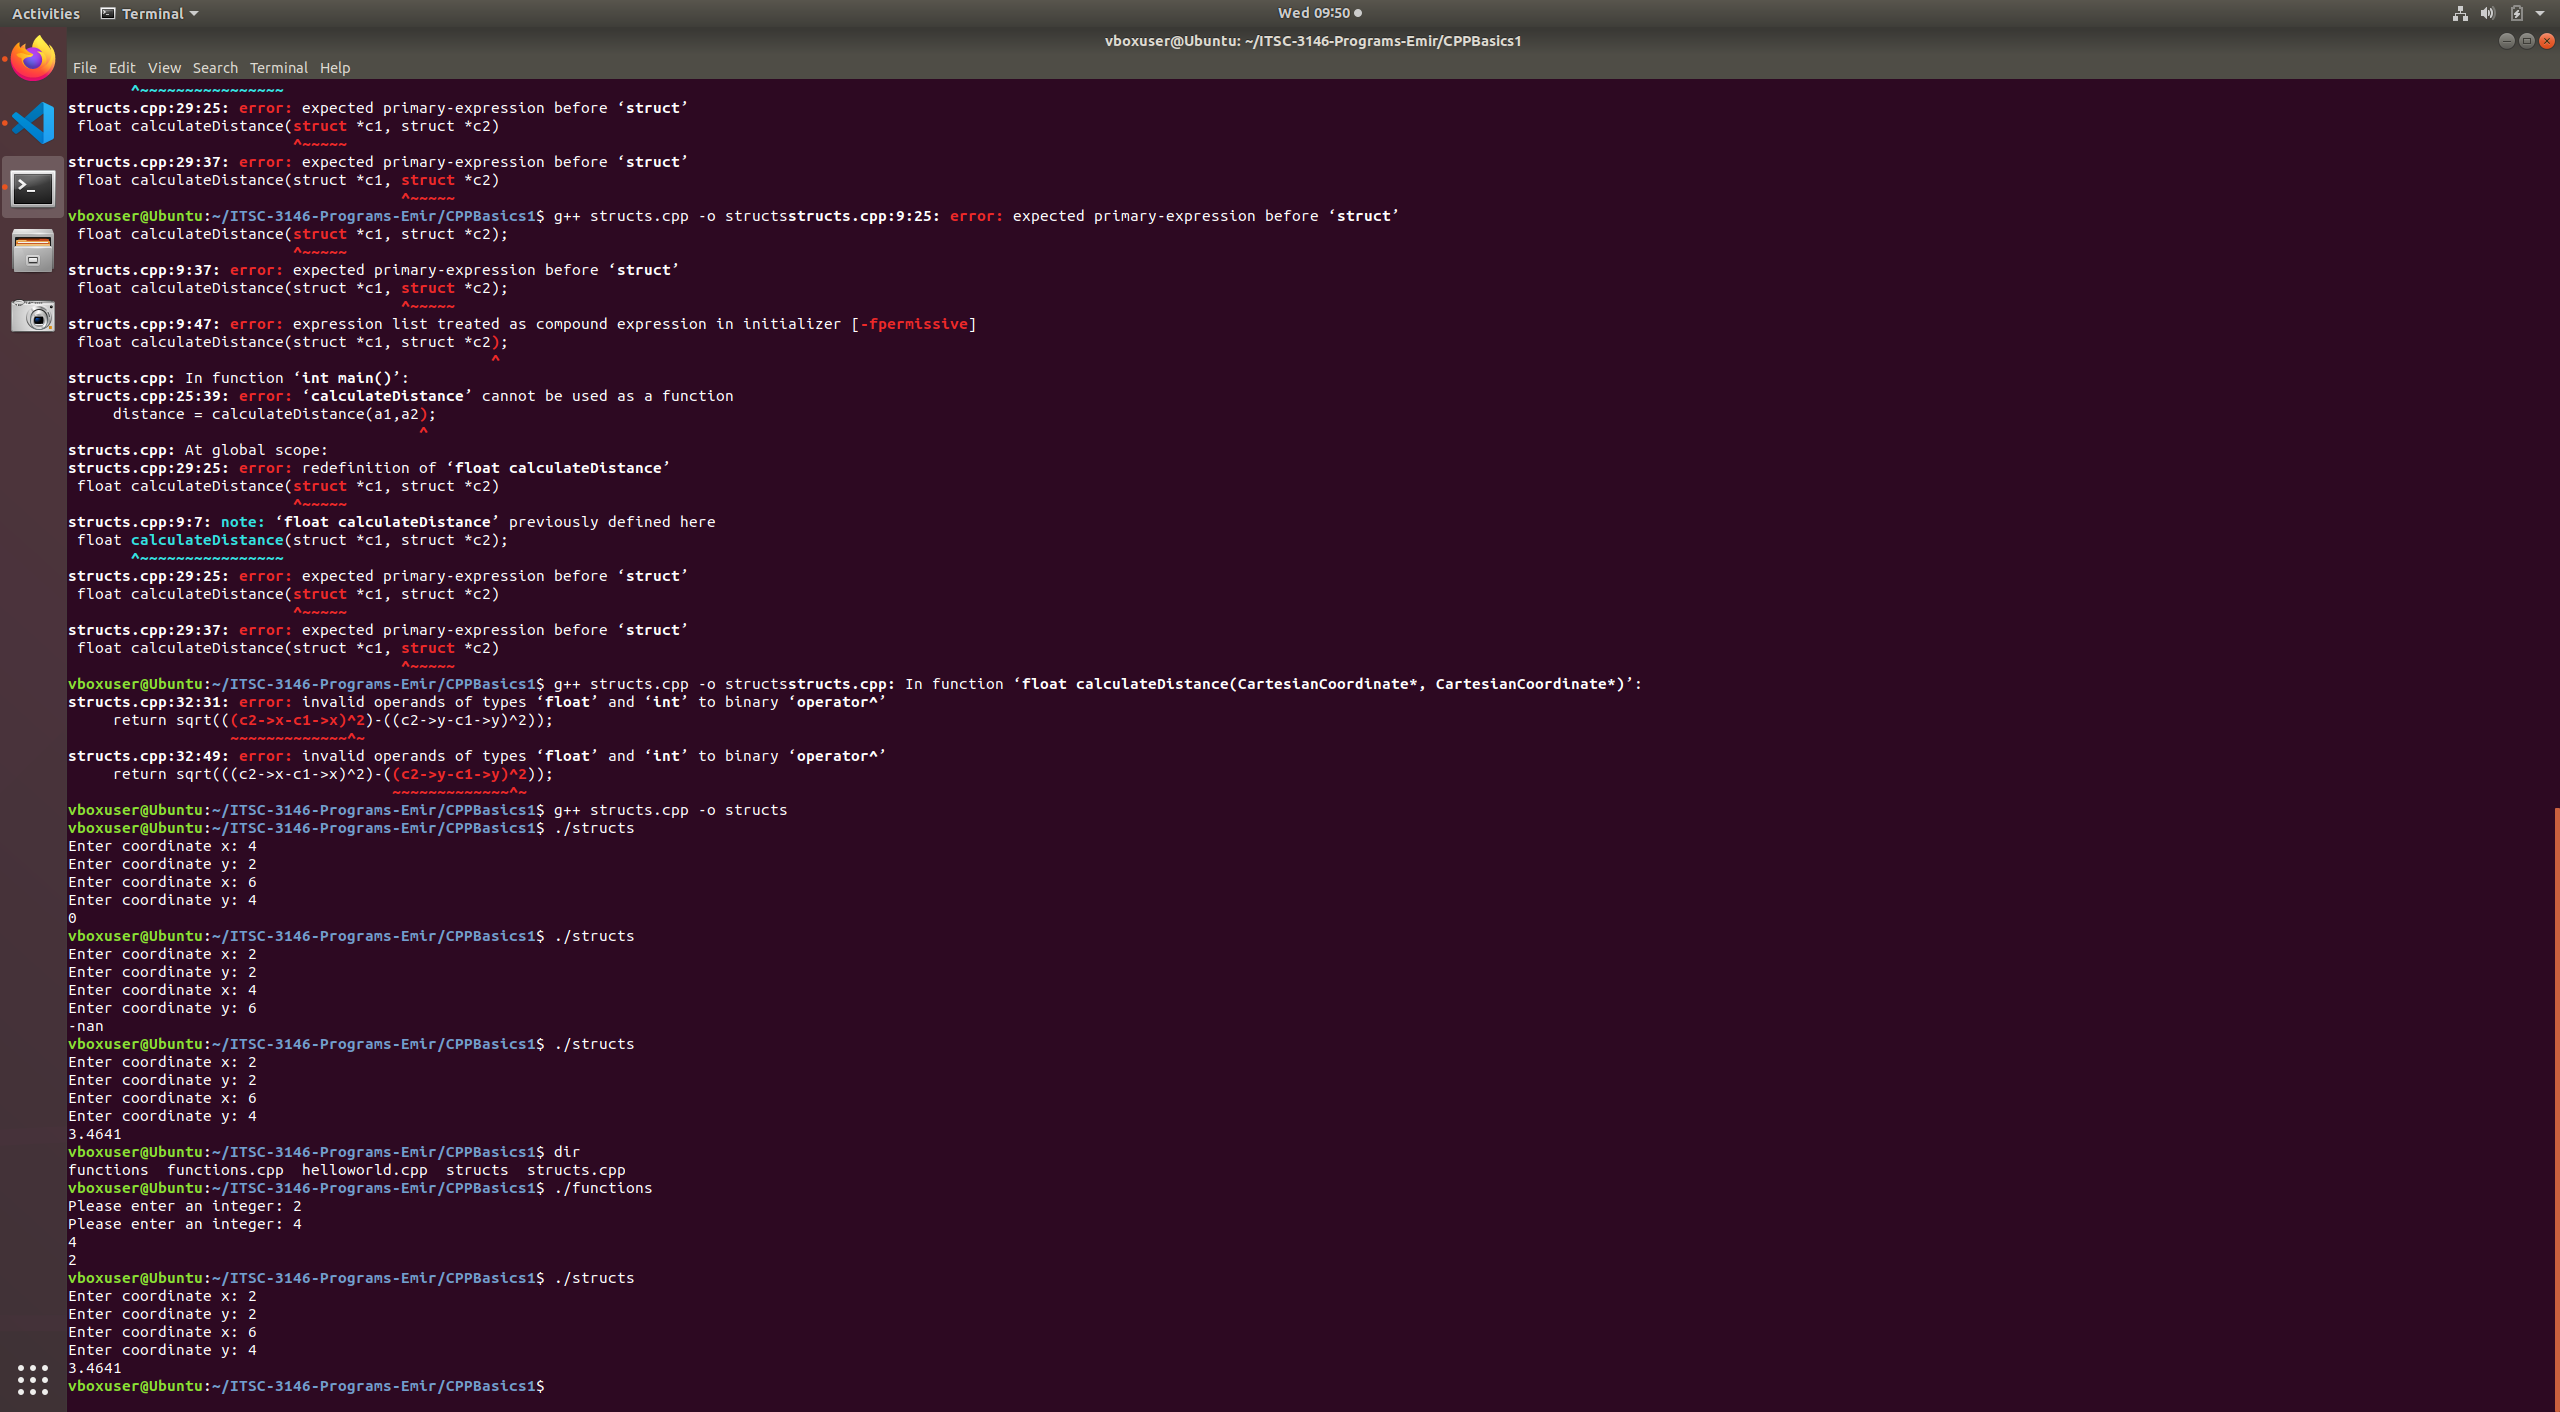 Activities Terminal Wed 09:50
vboxuser@Ubuntu: ~/ITSC-3146-Programs-Emir/CPPBasics1
File Edit View Search Terminal Help
^~~~~~~~~~~~~~~~~
structs.cpp:29:25: error: expected primary-expression before ‘struct’
float calculateDistance(struct *c1, struct *c2)
^~~~~~
structs.cpp:29:37: error: expected primary-expression before ‘struct’
float calculateDistance(struct *c1, struct *c2)
^~~~~~
vboxuser@Ubuntu:~/ITSC-3146-Programs-Emir/CPPBasics1$ g++ structs.cpp -o structsstructs.cpp:9:25: error: expected primary-expression before ‘struct’
float calculateDistance(struct *c1, struct *c2);
^~~~~~
structs.cpp:9:37: error: expected primary-expression before ‘struct’
float calculateDistance(struct *c1, struct *c2);
^~~~~~
structs.cpp:9:47: error: expression list treated as compound expression in initializer [-fpermissive]
float calculateDistance(struct *c1, struct *c2);
^
structs.cpp: In function ‘int main()’:
structs.cpp:25:39: error: ‘calculateDistance’ cannot be used as a function
distance = calculateDistance(a1,a2);
^
structs.cpp: At global scope:
structs.cpp:29:25: error: redefinition of ‘float calculateDistance’
float calculateDistance(struct *c1, struct *c2)
^~~~~~
structs.cpp:9:7: note: ‘float calculateDistance’ previously defined here
float calculateDistance(struct *c1, struct *c2);
^~~~~~~~~~~~~~~~~
structs.cpp:29:25: error: expected primary-expression before ‘struct’
float calculateDistance(struct *c1, struct *c2)
^~~~~~
structs.cpp:29:37: error: expected primary-expression before ‘struct’
float calculateDistance(struct *c1, struct *c2)
^~~~~~
vboxuser@Ubuntu:~/ITSC-3146-Programs-Emir/CPPBasics1$ g++ structs.cpp -o structsstructs.cpp: In function ‘float calculateDistance(CartesianCoordinate*, CartesianCoordinate*)’:
structs.cpp:32:31: error: invalid operands of types ‘float’ and ‘int’ to binary ‘operator^’
return sqrt(((c2->x-c1->x)^2)-((c2->y-c1->y)^2));
~~~~~~~~~~~~~^~
structs.cpp:32:49: error: invalid operands of types ‘float’ and ‘int’ to binary ‘operator^’
return sqrt(((c2->x-c1->x)^2)-((c2->y-c1->y)^2));
~~~~~~~~~~~~~^~
vboxuser@Ubuntu:~/ITSC-3146-Programs-Emir/CPPBasics1$ g++ structs.cpp -o structs
vboxuser@Ubuntu:~/ITSC-3146-Programs-Emir/CPPBasics1$ ./structs
Enter coordinate x: 4
Enter coordinate y: 2
Enter coordinate x: 6
Enter coordinate y: 4
0
vboxuser@Ubuntu:~/ITSC-3146-Programs-Emir/CPPBasics1$ ./structs
Enter coordinate x: 2
Enter coordinate y: 2
Enter coordinate x: 4
Enter coordinate y: 6
-nan
vboxuser@Ubuntu:~/ITSC-3146-Programs-Emir/CPPBasics1$ ./structs
Enter coordinate x: 2
Enter coordinate y: 2
Enter coordinate x: 6
Enter coordinate y: 4
3.4641
vboxuser@Ubuntu:~/ITSC-3146-Programs-Emir/CPPBasics1$ dir
functions  functions.cpp  helloworld.cpp  structs  structs.cpp
vboxuser@Ubuntu:~/ITSC-3146-Programs-Emir/CPPBasics1$ ./functions
Please enter an integer: 2
Please enter an integer: 4
4
2
vboxuser@Ubuntu:~/ITSC-3146-Programs-Emir/CPPBasics1$ ./structs
Enter coordinate x: 2
Enter coordinate y: 2
Enter coordinate x: 6
Enter coordinate y: 4
3.4641
vboxuser@Ubuntu:~/ITSC-3146-Programs-Emir/CPPBasics1$